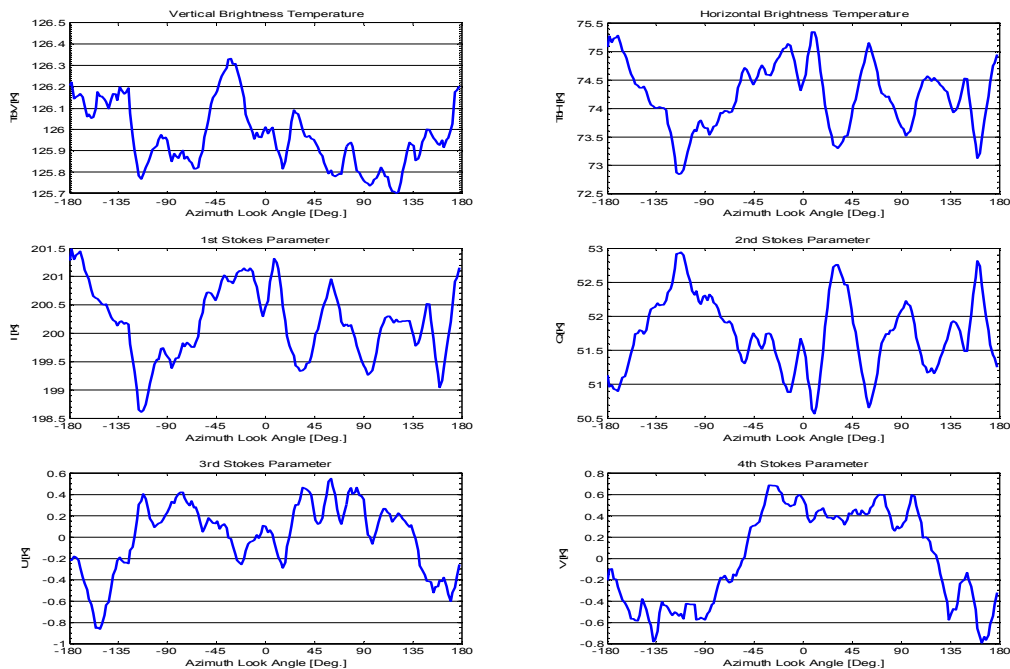 Vertical Brightness Temperature
126.5
126.4
126.3
126.2
126.1
126
125.9
125.8
125.7
TB-V[K]
-180 -135 -90 -45 0 45 90 135 180
Azimuth Look Angle [Deg.]
Horizontal Brightness Temperature
75.5
75
74.5
74
73.5
73
72.5
TB-H[K]
-180 -135 -90 -45 0 45 90 135 180
Azimuth Look Angle [Deg.]
1st Stokes Parameter
201.5
201
200.5
200
199.5
199
198.5
I[K]
-180 -135 -90 -45 0 45 90 135 180
Azimuth Look Angle [Deg.]
2nd Stokes Parameter
53
52.5
52
51.5
51
50.5
Q[K]
-180 -135 -90 -45 0 45 90 135 180
Azimuth Look Angle [Deg.]
3rd Stokes Parameter
0.6
0.4
0.2
0
-0.2
-0.4
-0.6
-0.8
-1
U[K]
-180 -135 -90 -45 0 45 90 135 180
Azimuth Look Angle [Deg.]
4th Stokes Parameter
0.8
0.6
0.4
0.2
0
-0.2
-0.4
-0.6
-0.8
V[K]
-180 -135 -90 -45 0 45 90 135 180
Azimuth Look Angle [Deg.]